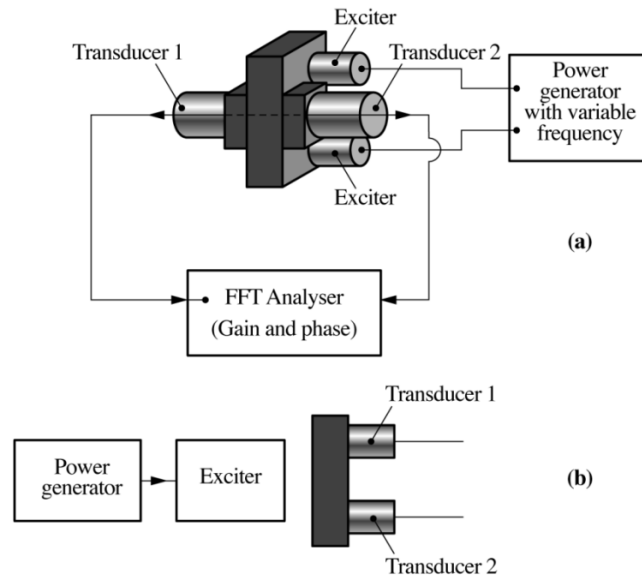 Exciter
Transducer 1
Transducer 2
Power
generator
with variable
frequency
Exciter
(a)
FFT Analyser
(Gain and phase)
Transducer 1
Power
generator
Exciter
(b)
Transducer 2